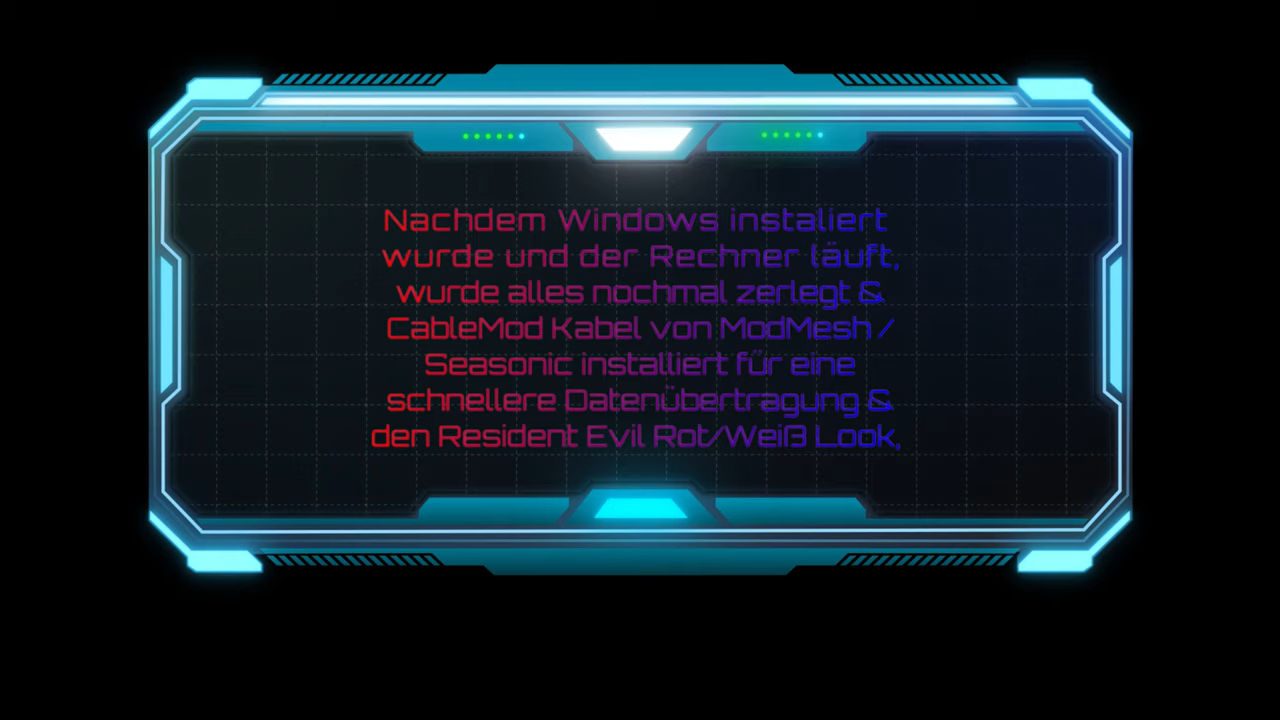 Nachdem Windows instaliert
wurde und der Rechner läuft,
wurde alles nochmal zerlegt &
CableMod Kabel von ModMesh /
Seasonic installiert für eine
schnellere Datenübertragung &
den Resident Evil Rot/Weiß Look,